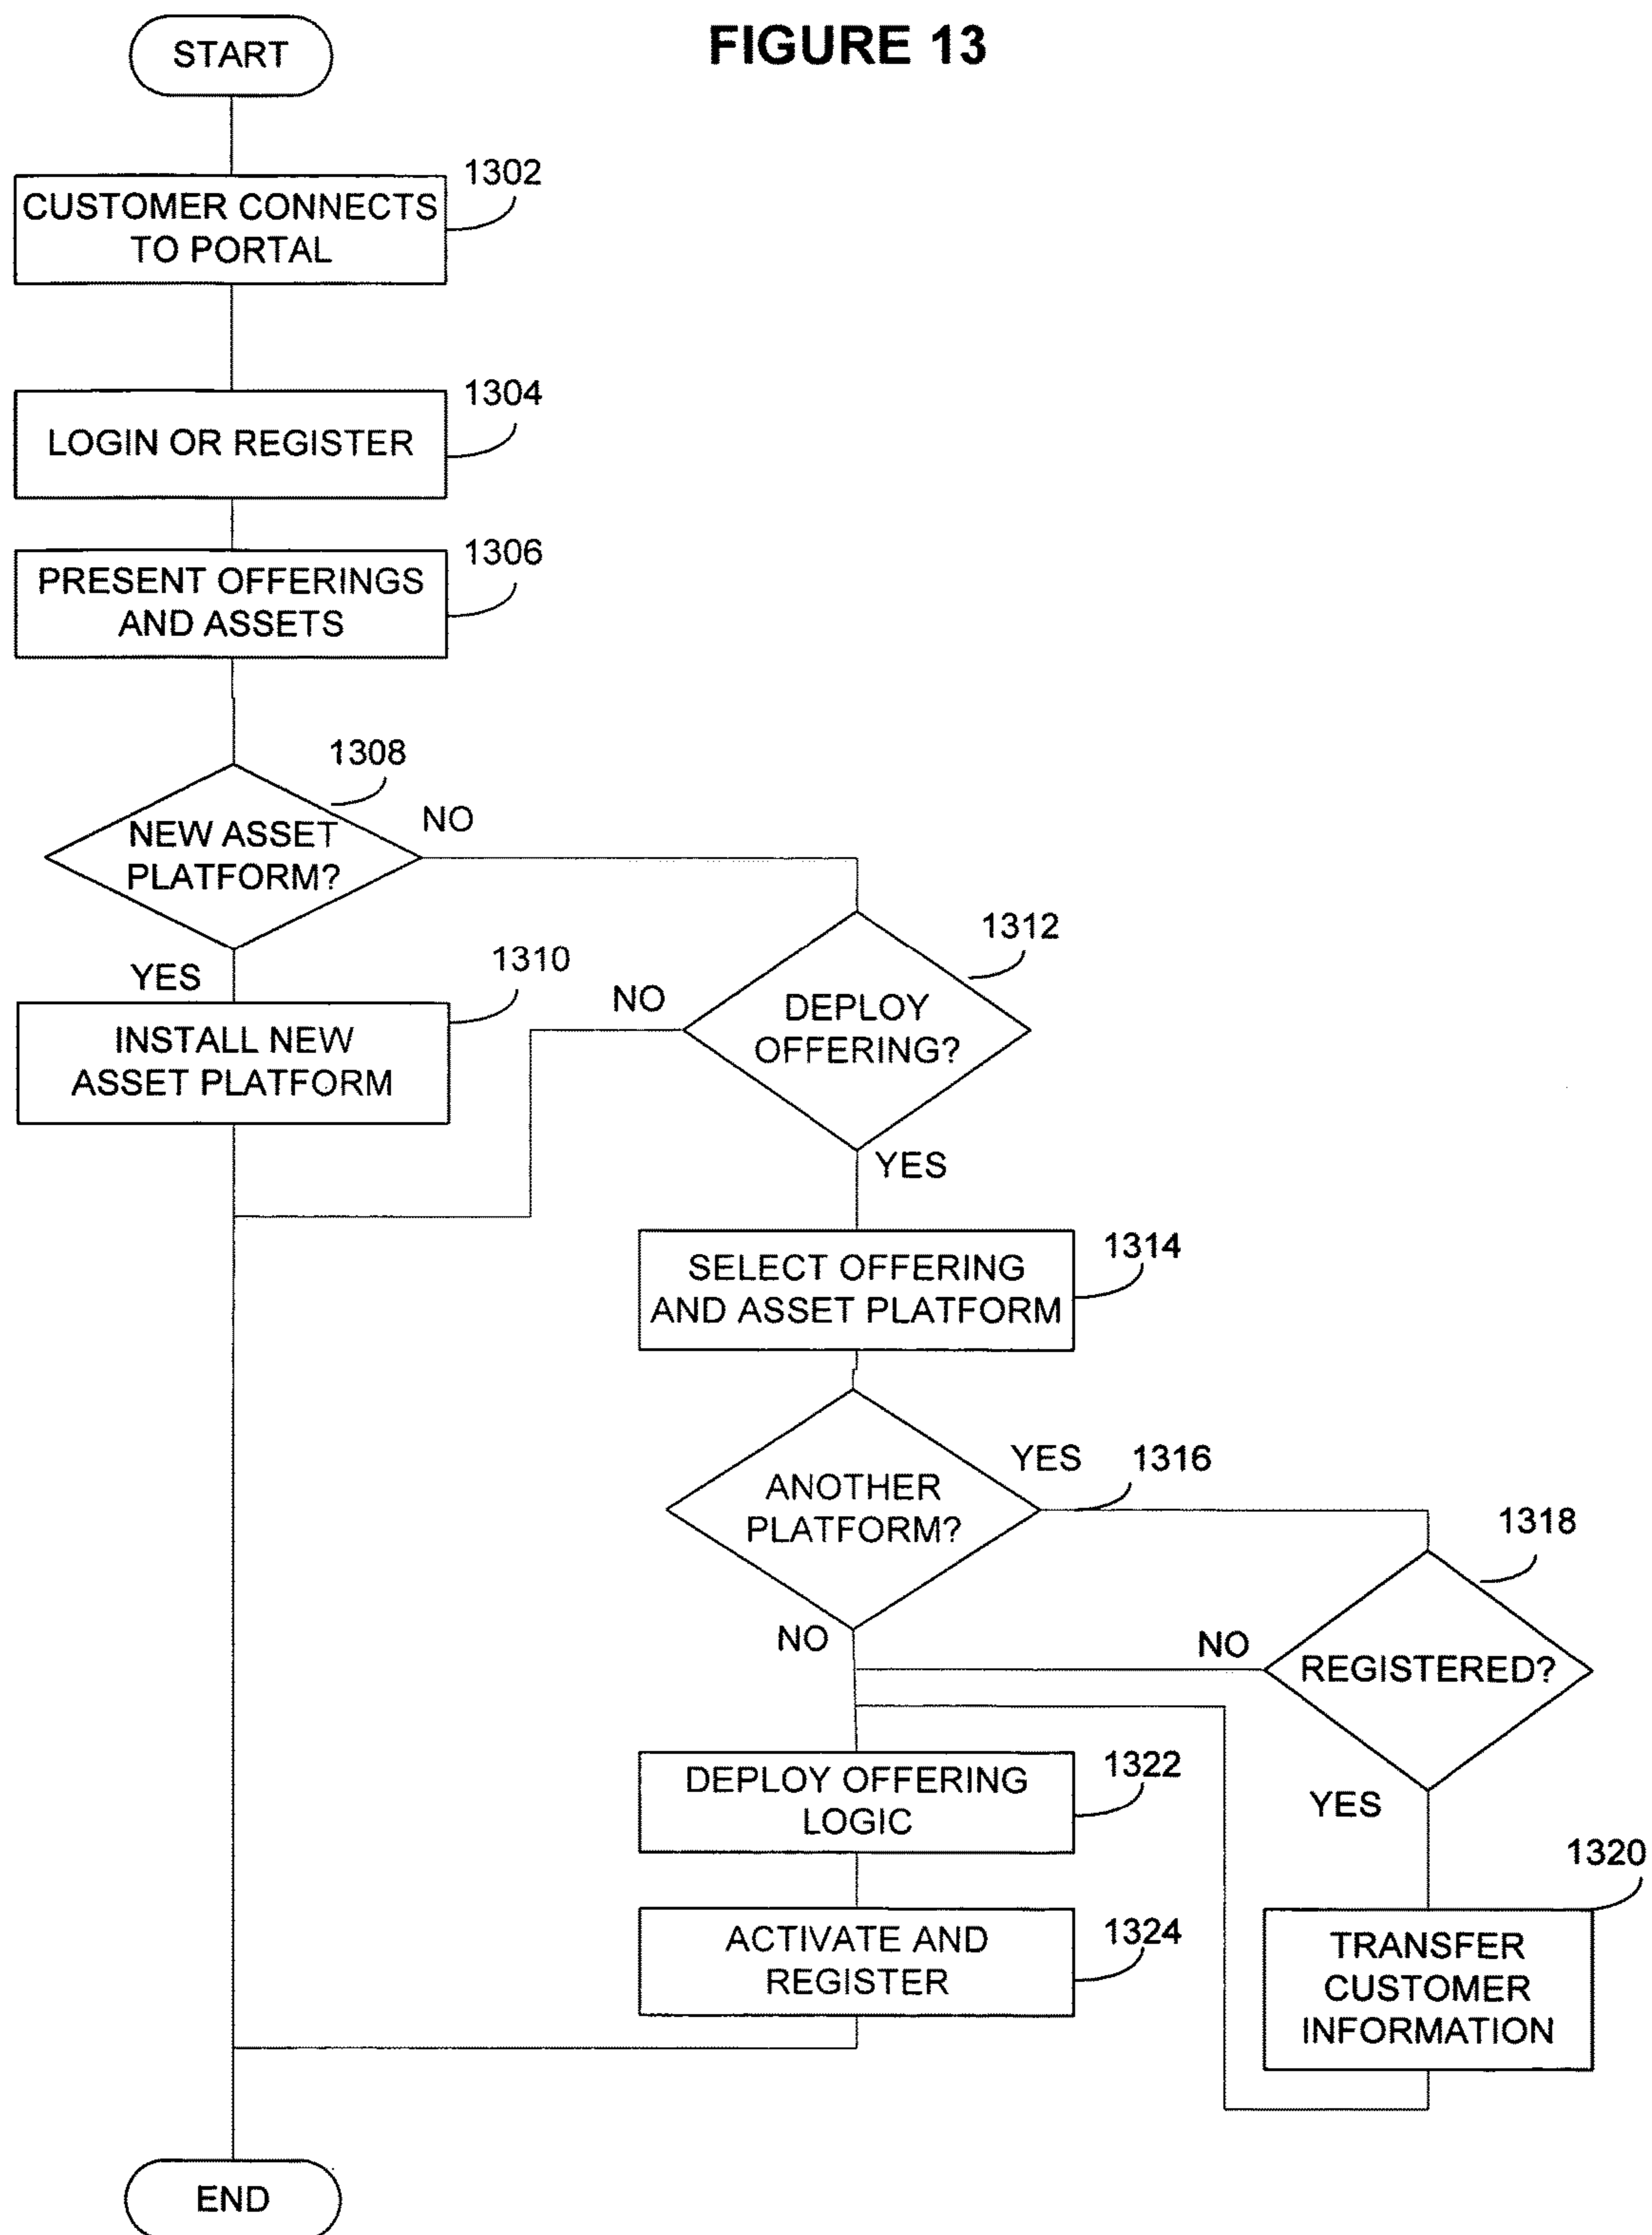 START
FIGURE 13
1302
CUSTOMER CONNECTS
TO PORTAL
1304
LOGIN OR REGISTER
1306
PRESENT OFFERINGS
AND ASSETS
1308
NEW ASSET
PLATFORM?
NO
YES
1310
INSTALL NEW
ASSET PLATFORM
1312
NO
DEPLOY
OFFERING?
YES
1314
SELECT OFFERING
AND ASSET PLATFORM
YES
1316
ANOTHER
PLATFORM?
NO
1318
NO
REGISTERED?
YES
1322
DEPLOY OFFERING
LOGIC
1320
TRANSFER
CUSTOMER
INFORMATION
1324
ACTIVATE AND
REGISTER
END